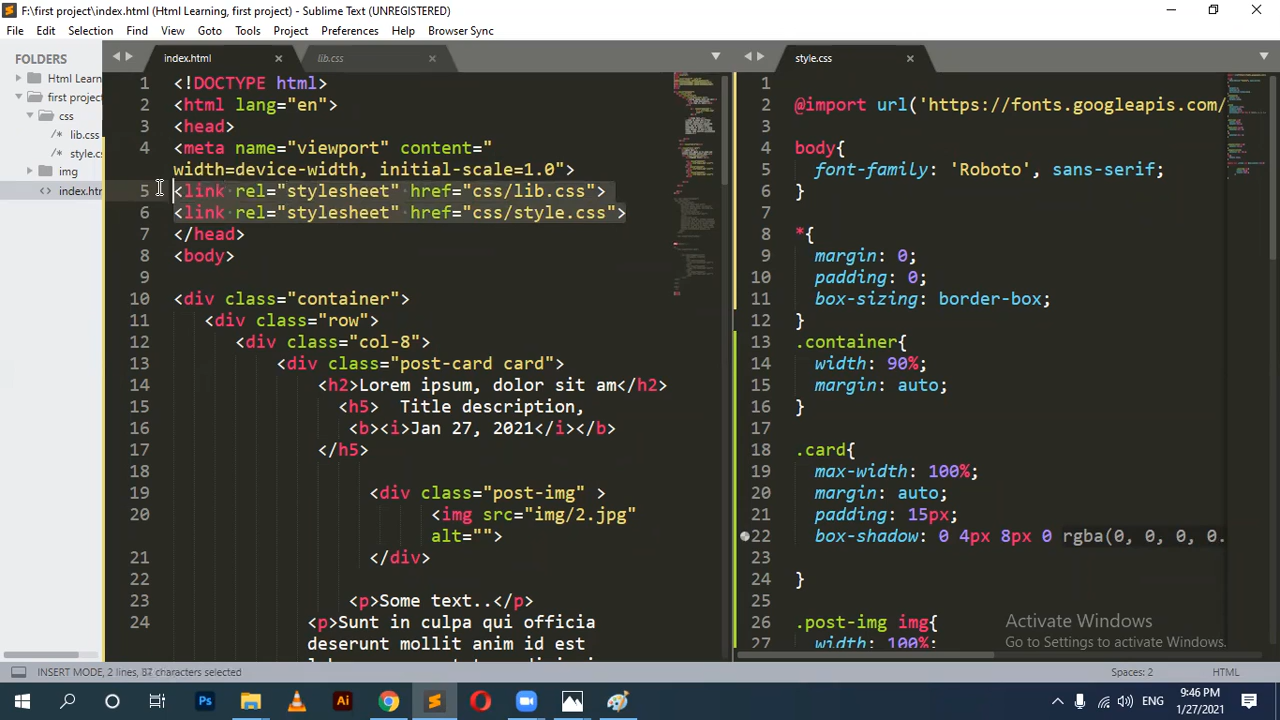 F:\first project\index.html (Html Learning, first project) - Sublime Text (UNREGISTERED)
File Edit Selection Find View Goto Tools Project Preferences Help Browser Sync
FOLDERS
Html Learn
first project
css
/* lib.css
/* style.c
img
<> index.htm
index.html
lib.css
1 <!DOCTYPE html>
2 <html lang="en">
3 <head>
4 <meta name="viewport" content="
width=device-width, initial-scale=1.0">
5 <link rel="stylesheet" href="css/lib.css">
6 <link rel="stylesheet" href="css/style.css">
7 </head>
8 <body>
9
10 <div class="container">
11 <div class="row">
12 <div class="col-8">
13 <div class="post-card card">
14 <h2>Lorem ipsum, dolor sit am</h2>
15 <h5> Title description,
16 <b><i>Jan 27, 2021</i></b>
17 </h5>
18
19 <div class="post-img" >
20 <img src="img/2.jpg"
alt="">
21 </div>
22
23 <p>Some text..</p>
24 <p>Sunt in culpa qui officia
deserunt mollit anim id est
style.css
1
2 @import url('https://fonts.googleapis.com/
3
4 body{
5 font-family: 'Roboto', sans-serif;
6 }
7
8 *{
9 margin: 0;
10 padding: 0;
11 box-sizing: border-box;
12 }
13 .container{
14 width: 90%;
15 margin: auto;
16 }
17
18 .card{
19 max-width: 100%;
20 margin: auto;
21 padding: 15px;
22 box-shadow: 0 4px 8px 0 rgba(0, 0, 0, 0.
23
24 }
25
26 .post-img img{
27 width: 100%;
Activate Windows
Go to Settings to activate Windows.
INSERT MODE, 2 lines, 87 characters selected
Spaces: 2
HTML
Ps
Ai
ENG
9:46 PM
1/27/2021